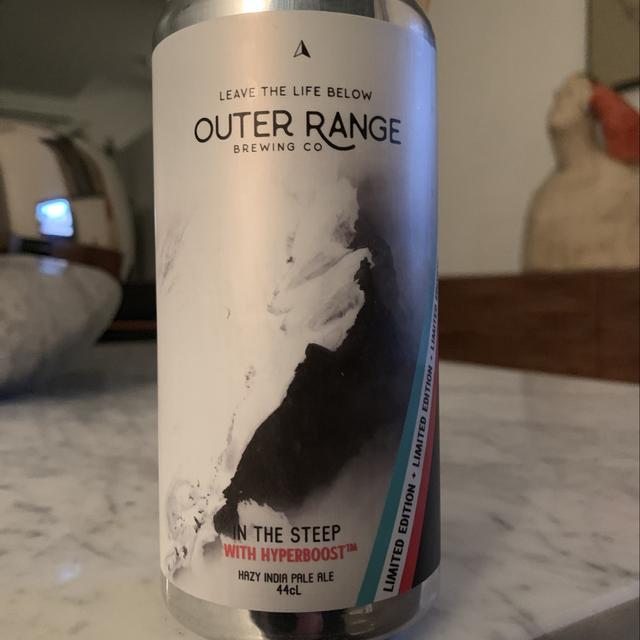 LEAVE THE LIFE BELOW
OUTER RANGE
BREWING CO
IN THE STEEP
WITH HYPERBOOST™
HAZY INDIA PALE ALE
44cL
LIMITED EDITION • LIMITED EDITION • LIMITED